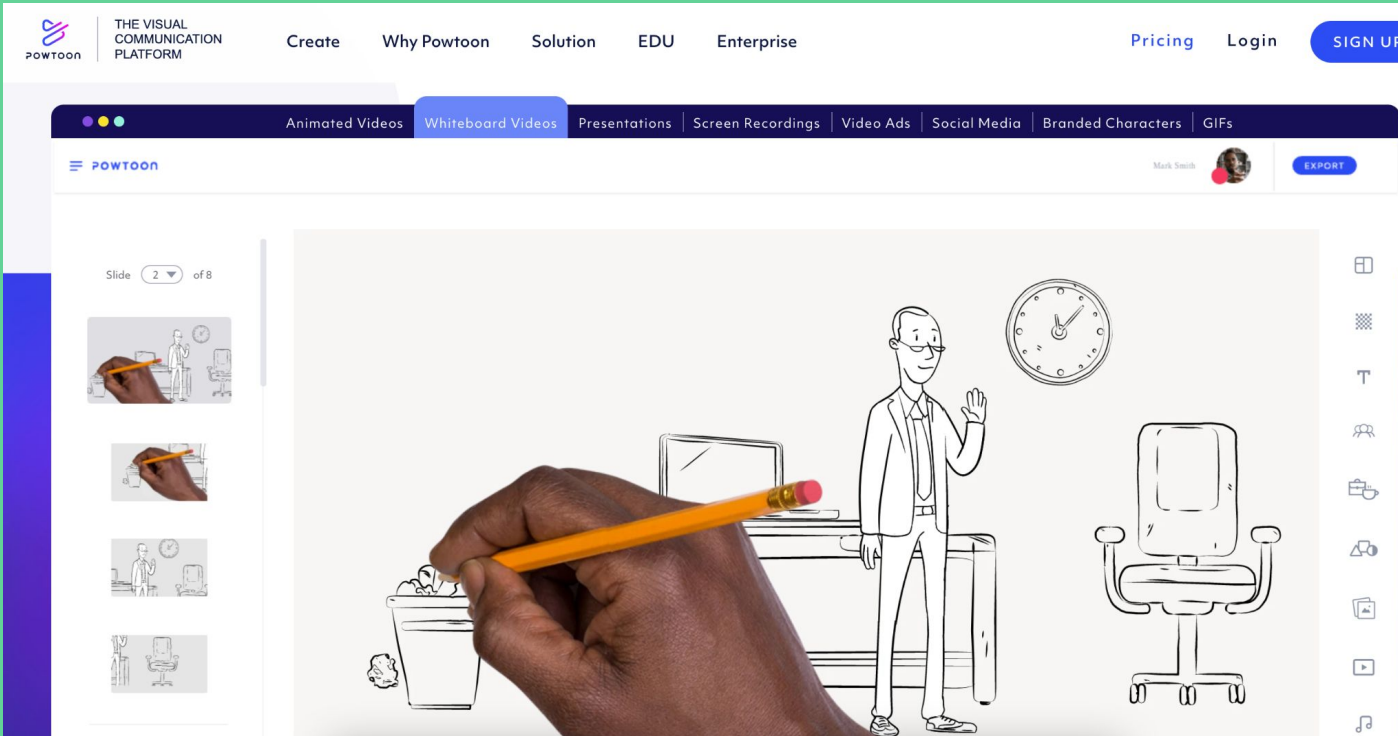 POWTOON
THE VISUAL
COMMUNICATION
PLATFORM
Create Why Powtoon Solution EDU Enterprise
Pricing Login SIGN UP
Animated Videos Whiteboard Videos Presentations Screen Recordings Video Ads Social Media Branded Characters GIFs
POWTOON
Mark Smith
EXPORT
Slide 2 of 8
T